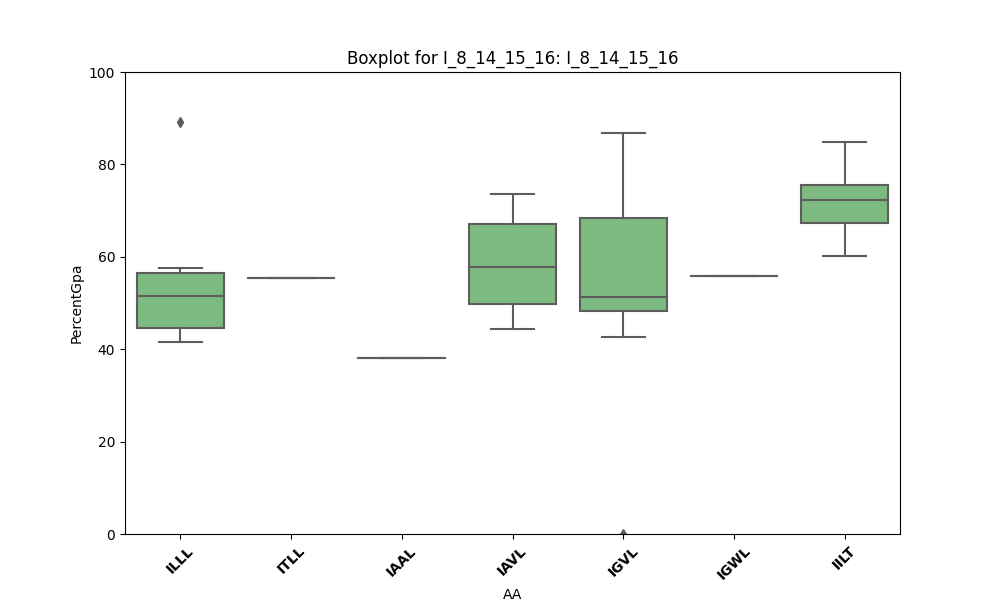 Boxplot for I_8_14_15_16: I_8_14_15_16
100
80
60
40
20
0
PercentGpa
ILLL
ITLL
IAAL
IAVL
IGVL
IGWL
IILT
AA